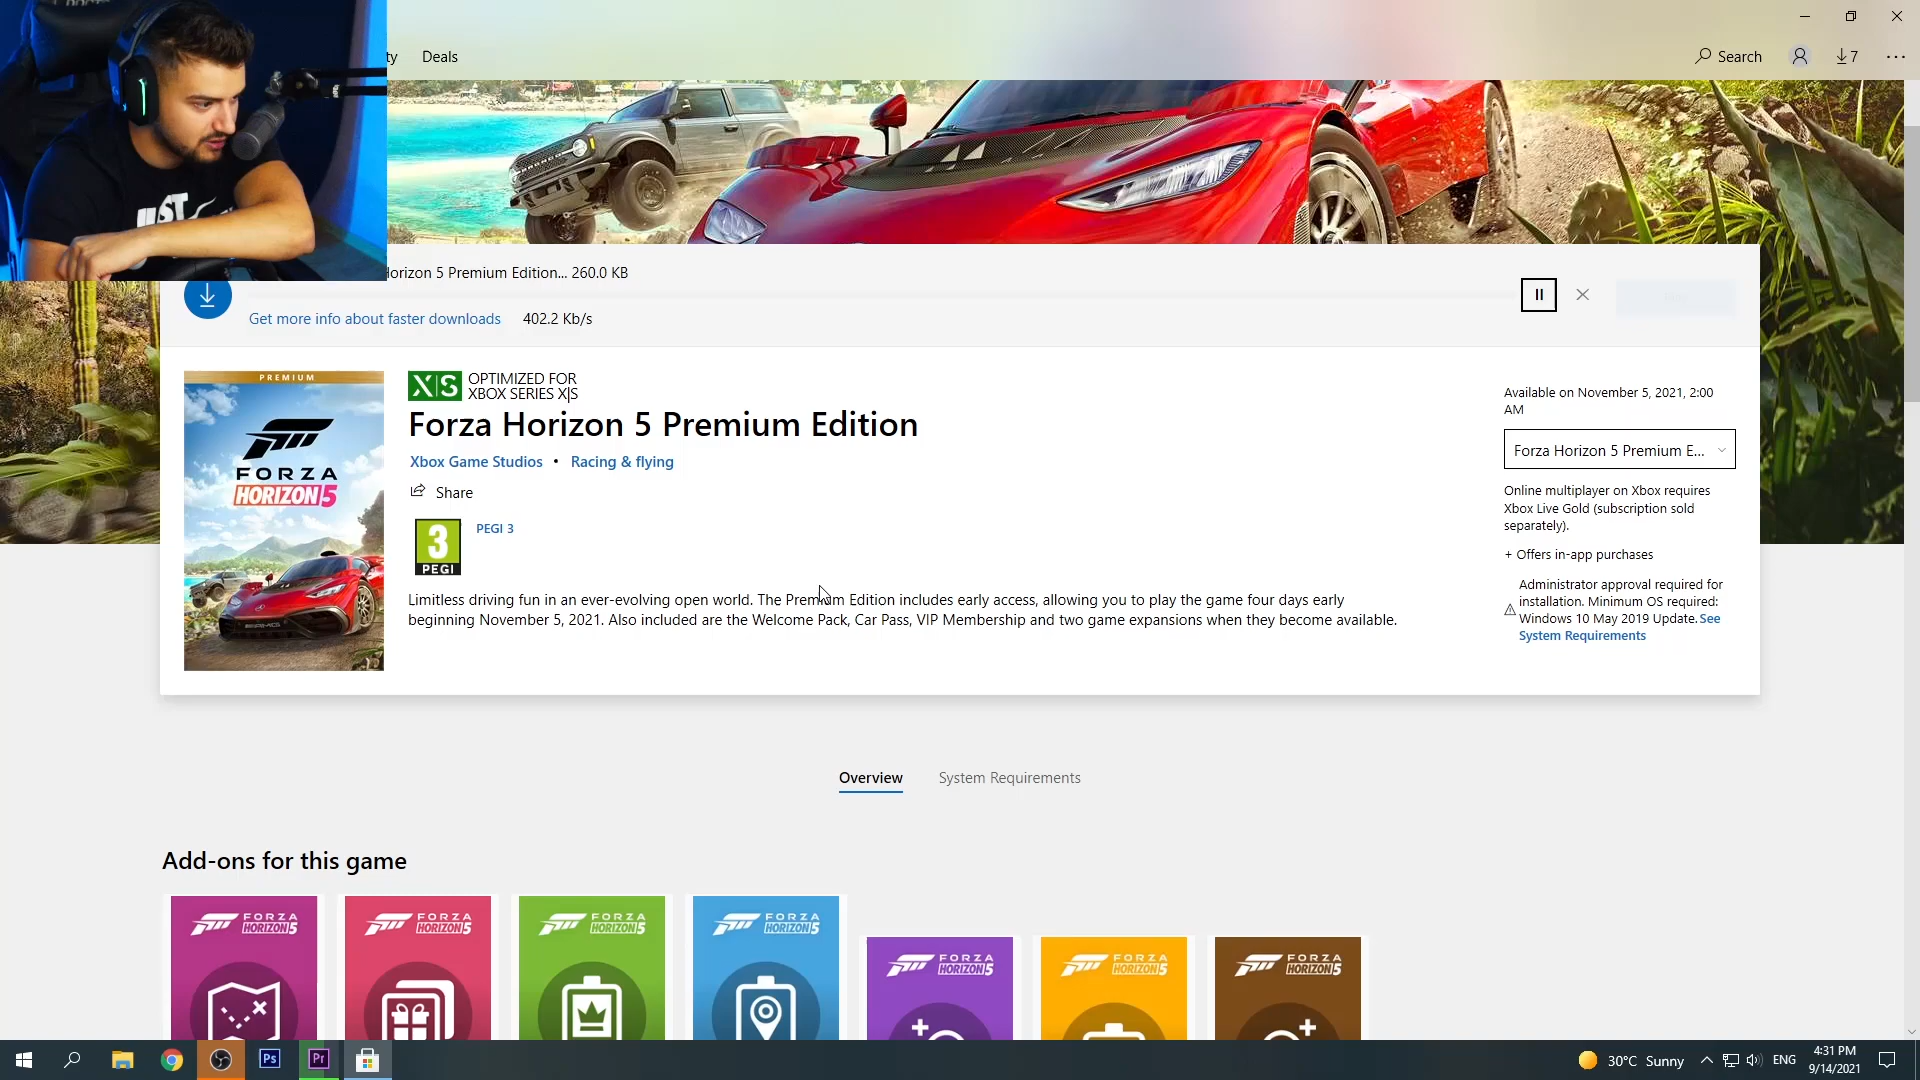 ty
Deals
Search
7
JUST
Horizon 5 Premium Edition... 260.0 KB
Get more info about faster downloads
402.2 Kb/s
PREMIUM
FORZA
HORIZON 5
X|S
OPTIMIZED FOR
XBOX SERIES X|S
Forza Horizon 5 Premium Edition
Xbox Game Studios • Racing & flying
Share
3
PEGI
PEGI 3
Limitless driving fun in an ever-evolving open world. The Premium Edition includes early access, allowing you to play the game four days early
beginning November 5, 2021. Also included are the Welcome Pack, Car Pass, VIP Membership and two game expansions when they become available.
Available on November 5, 2021, 2:00
AM
Forza Horizon 5 Premium E...
Online multiplayer on Xbox requires
Xbox Live Gold (subscription sold
separately).
+ Offers in-app purchases
Administrator approval required for
installation. Minimum OS required:
Windows 10 May 2019 Update. See
System Requirements
Overview
System Requirements
Add-ons for this game
FORZA
HORIZON 5
FORZA
HORIZON 5
FORZA
HORIZON 5
FORZA
HORIZON 5
FORZA
HORIZON 5
FORZA
HORIZON 5
FORZA
HORIZON 5
Ps
Pr
30°C Sunny
ENG
4:31 PM
9/14/2021